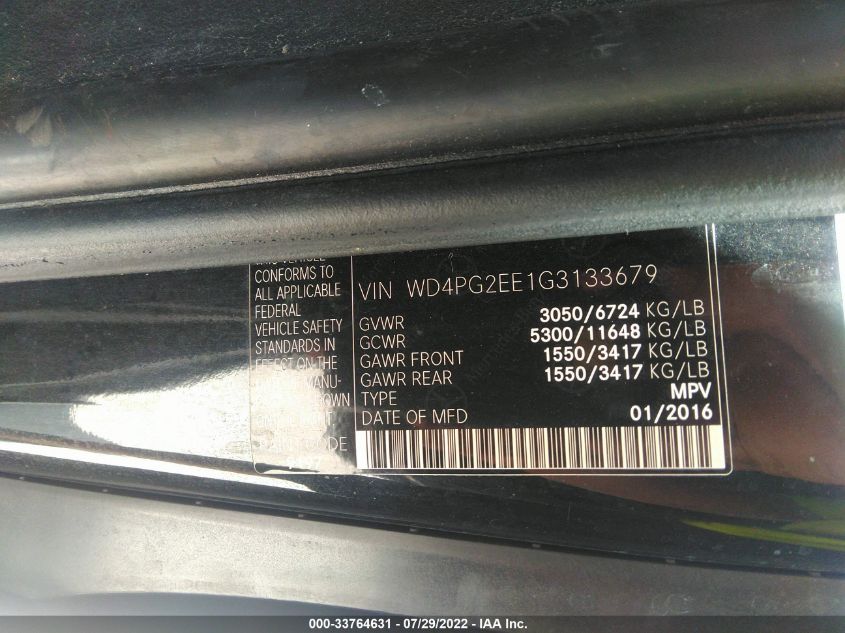 CONFORMS TO
ALL APPLICABLE
FEDERAL
VEHICLE SAFETY
STANDARDS IN
EFFECT ON THE
MANU-
VIN WD4PG2EE1G3133679
GVWR 3050/6724 KG/LB
GCWR 5300/11648 KG/LB
GAWR FRONT 1550/3417 KG/LB
GAWR REAR 1550/3417 KG/LB
TYPE MPV
DATE OF MFD 01/2016
000-33764631 - 07/29/2022 - IAAI Inc.